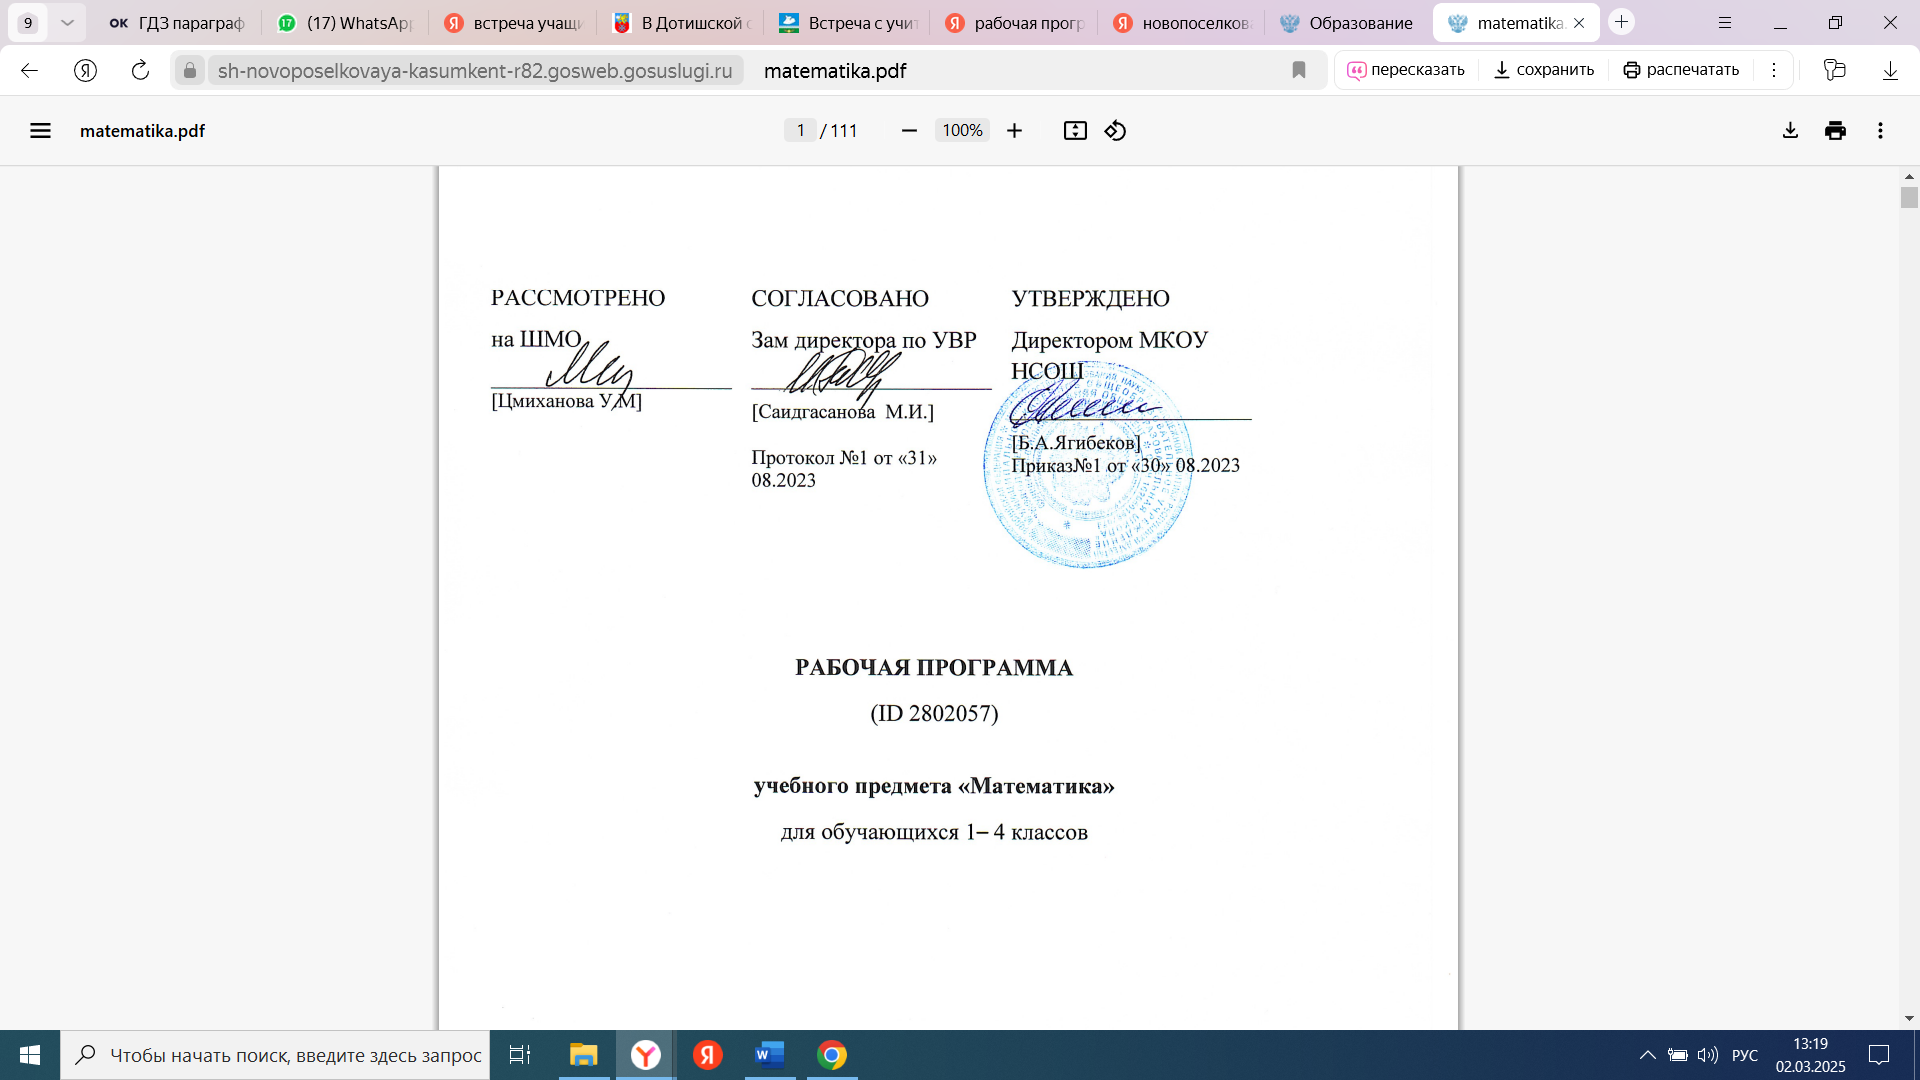 9
ГДЗ параграф
(17) WhatsApp
встреча учащи
В Дотишской с
Встреча с учит
рабочая прогр
новопоселкова
Образование
matematika.
sh-novoposelkovaya-kasumkent-r82.gosweb.gosuslugi.ru
matematika.pdf
пересказать
сохранить
распечатать
matematika.pdf
1 / 111
100%
РАССМОТРЕНО
на ШМО
[Цмиханова У.М]
СОГЛАСОВАНО
Зам директора по УВР
[Саидгасанова М.И.]
Протокол №1 от «31»
08.2023
УТВЕРЖДЕНО
Директором МКОУ
НСОШ
[Б.А.Ягибеков]
Приказ№1 от «30» 08.2023
РАБОЧАЯ ПРОГРАММА
(ID 2802057)
учебного предмета «Математика»
для обучающихся 1– 4 классов
Чтобы начать поиск, введите здесь запрос
РУС
13:19
02.03.2025